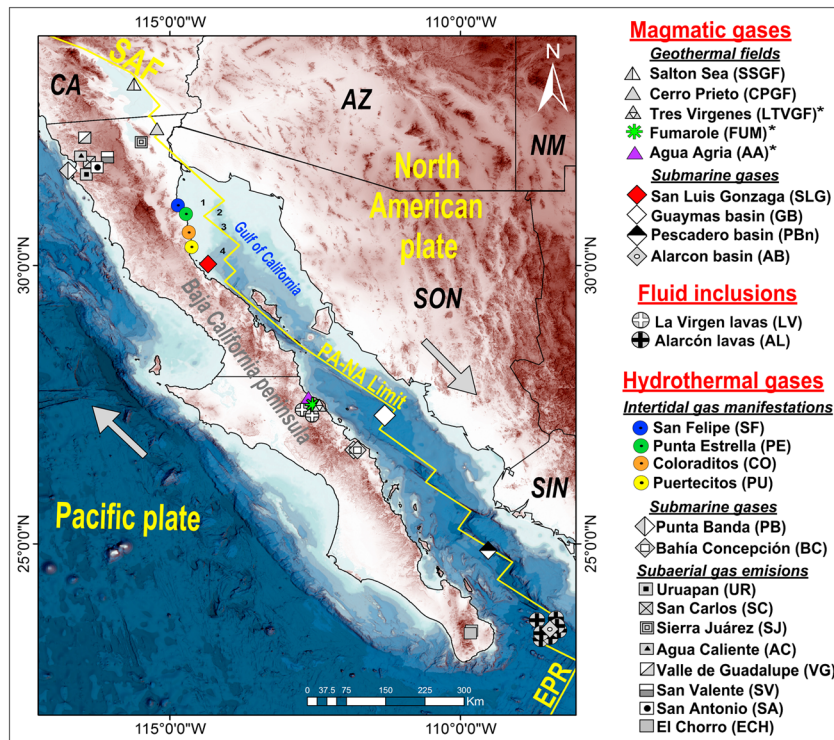 115°0'0"W
110°0'0"W
SAF
CA
AZ
NM
N
North
American
plate
1
2
3
4
Gulf of California
SON
30°0'0"N
30°0'0"N
Baja California peninsula
PA-NA Limit
SIN
Pacific plate
25°0'0"N
25°0'0"N
EPR
0 37.5 75 150 225 300
Km
115°0'0"W
110°0'0"W
Magmatic gases
Geothermal fields
Salton Sea (SSGF)
Cerro Prieto (CPGF)
Tres Virgenes (LTVGF)*
Fumarole (FUM)*
Agua Agria (AA)*
Submarine gases
San Luis Gonzaga (SLG)
Guaymas basin (GB)
Pescadero basin (PBn)
Alarcon basin (AB)
Fluid inclusions
La Virgen lavas (LV)
Alarcón lavas (AL)
Hydrothermal gases
Intertidal gas manifestations
San Felipe (SF)
Punta Estrella (PE)
Coloraditos (CO)
Puertecitos (PU)
Submarine gases
Punta Banda (PB)
Bahía Concepción (BC)
Subaerial gas emissions
Uruapan (UR)
San Carlos (SC)
Sierra Juárez (SJ)
Agua Caliente (AC)
Valle de Guadalupe (VG)
San Valente (SV)
San Antonio (SA)
El Chorro (ECH)